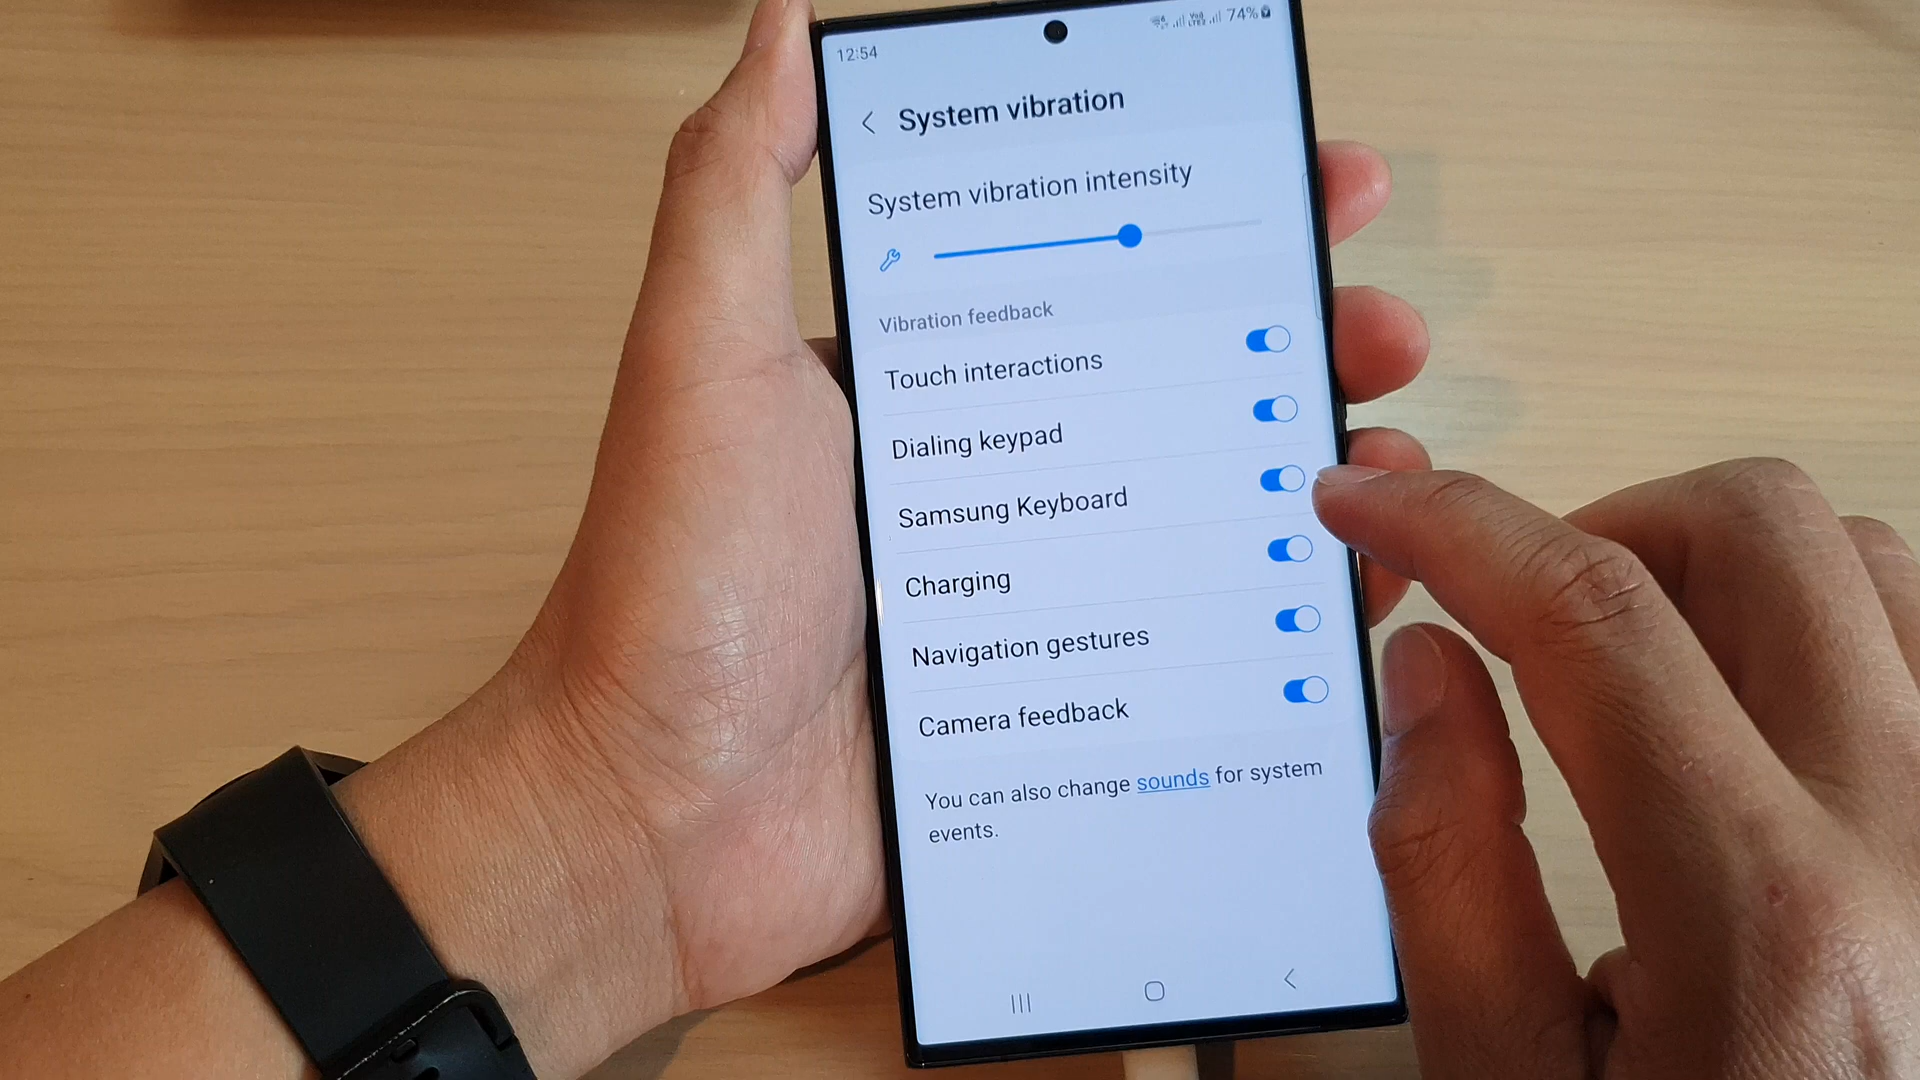 12:54
74%
System vibration
System vibration intensity
Vibration feedback
Touch interactions
Dialing keypad
Samsung Keyboard
Charging
Navigation gestures
Camera feedback
You can also change sounds for system
events.